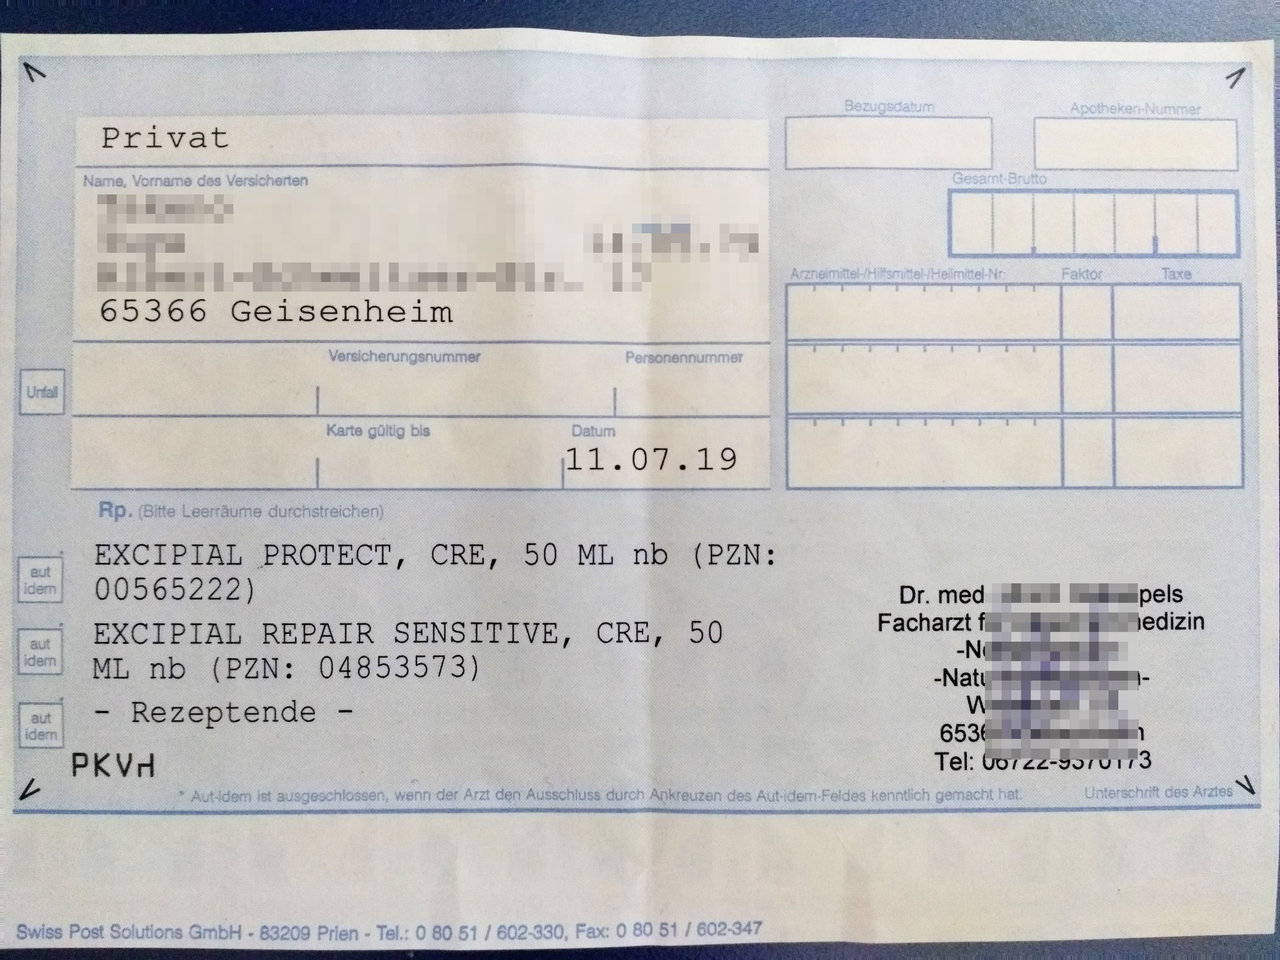 Bezugsdatum
Apotheken-Nummer
Privat
Name, Vorname des Versicherten
Gesamt-Brutto
65366 Geisenheim
Arzneimittel-/Hilfsmittel-/Heilmittel-Nr.
Faktor
Taxe
Unfall
Versicherungsnummer
Personennummer
Karte gültig bis
Datum
11.07.19
Rp. (Bitte Leerräume durchstreichen)
aut
idem
EXCIPIAL PROTECT, CRE, 50 ML nb (PZN:
00565222)
aut
idem
EXCIPIAL REPAIR SENSITIVE, CRE, 50
ML nb (PZN: 04853573)
aut
idem
- Rezeptende -
PKVH
Dr. med
Facharzt
Tel:
* Aut-idem ist ausgeschlossen, wenn der Arzt den Ausschluss durch Ankreuzen des Aut-idem-Feldes kenntlich gemacht hat.
Unterschrift des Arztes
Swiss Post Solutions GmbH - 83209 Prien - Tel.: 0 80 51 / 602-330, Fax: 0 80 51 / 602-347